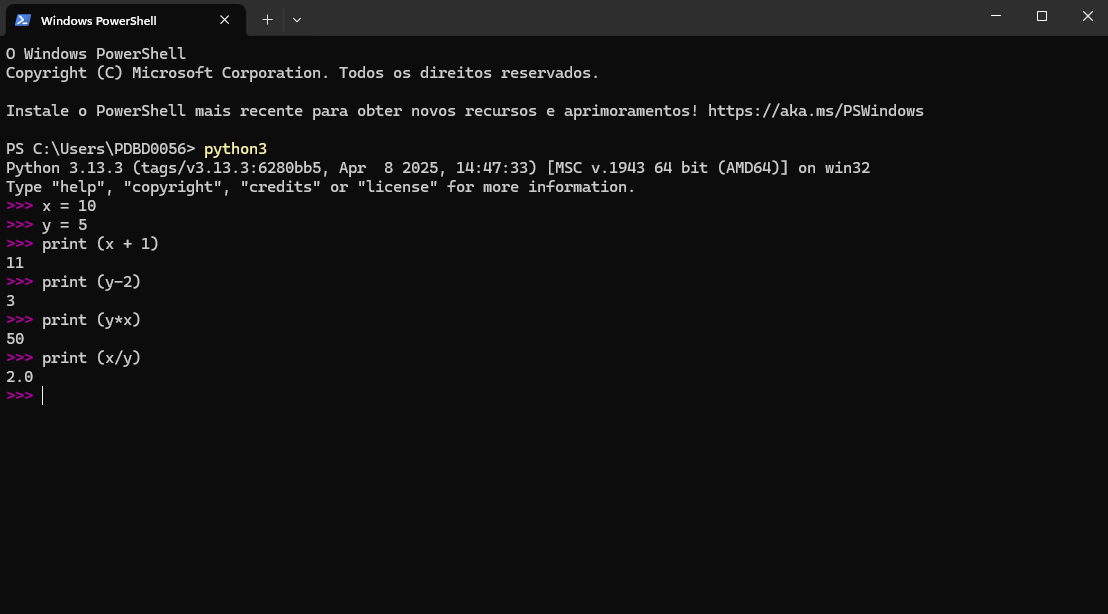 Windows PowerShell
O Windows PowerShell
Copyright (C) Microsoft Corporation. Todos os direitos reservados.
Instale o PowerShell mais recente para obter novos recursos e aprimoramentos! https://aka.ms/PSWindows
PS C:\Users\PDBD0056> python3
Python 3.13.3 (tags/v3.13.3:6280bb5, Apr  8 2025, 14:47:33) [MSC v.1943 64 bit (AMD64)] on win32
Type "help", "copyright", "credits" or "license" for more information.
>>> x = 10
>>> y = 5
>>> print (x + 1)
11
>>> print (y-2)
3
>>> print (y*x)
50
>>> print (x/y)
2.0
>>>